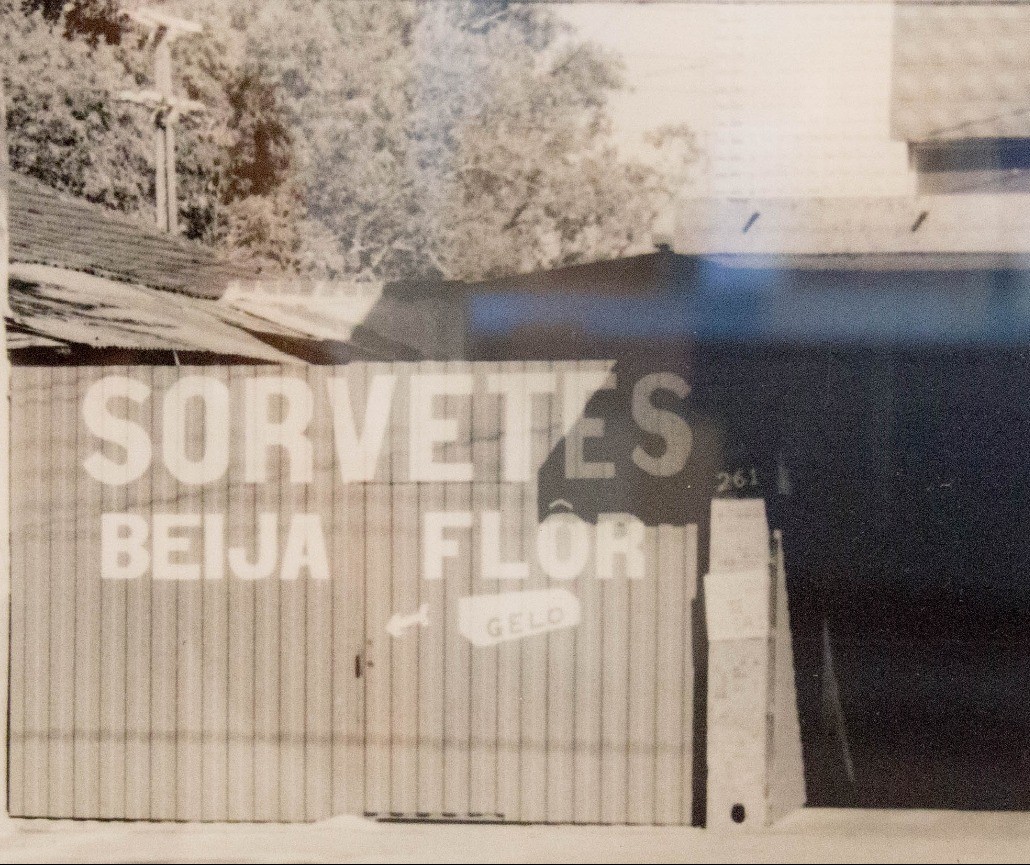 SORVETES
261
BEIJA FLÔR
GELO